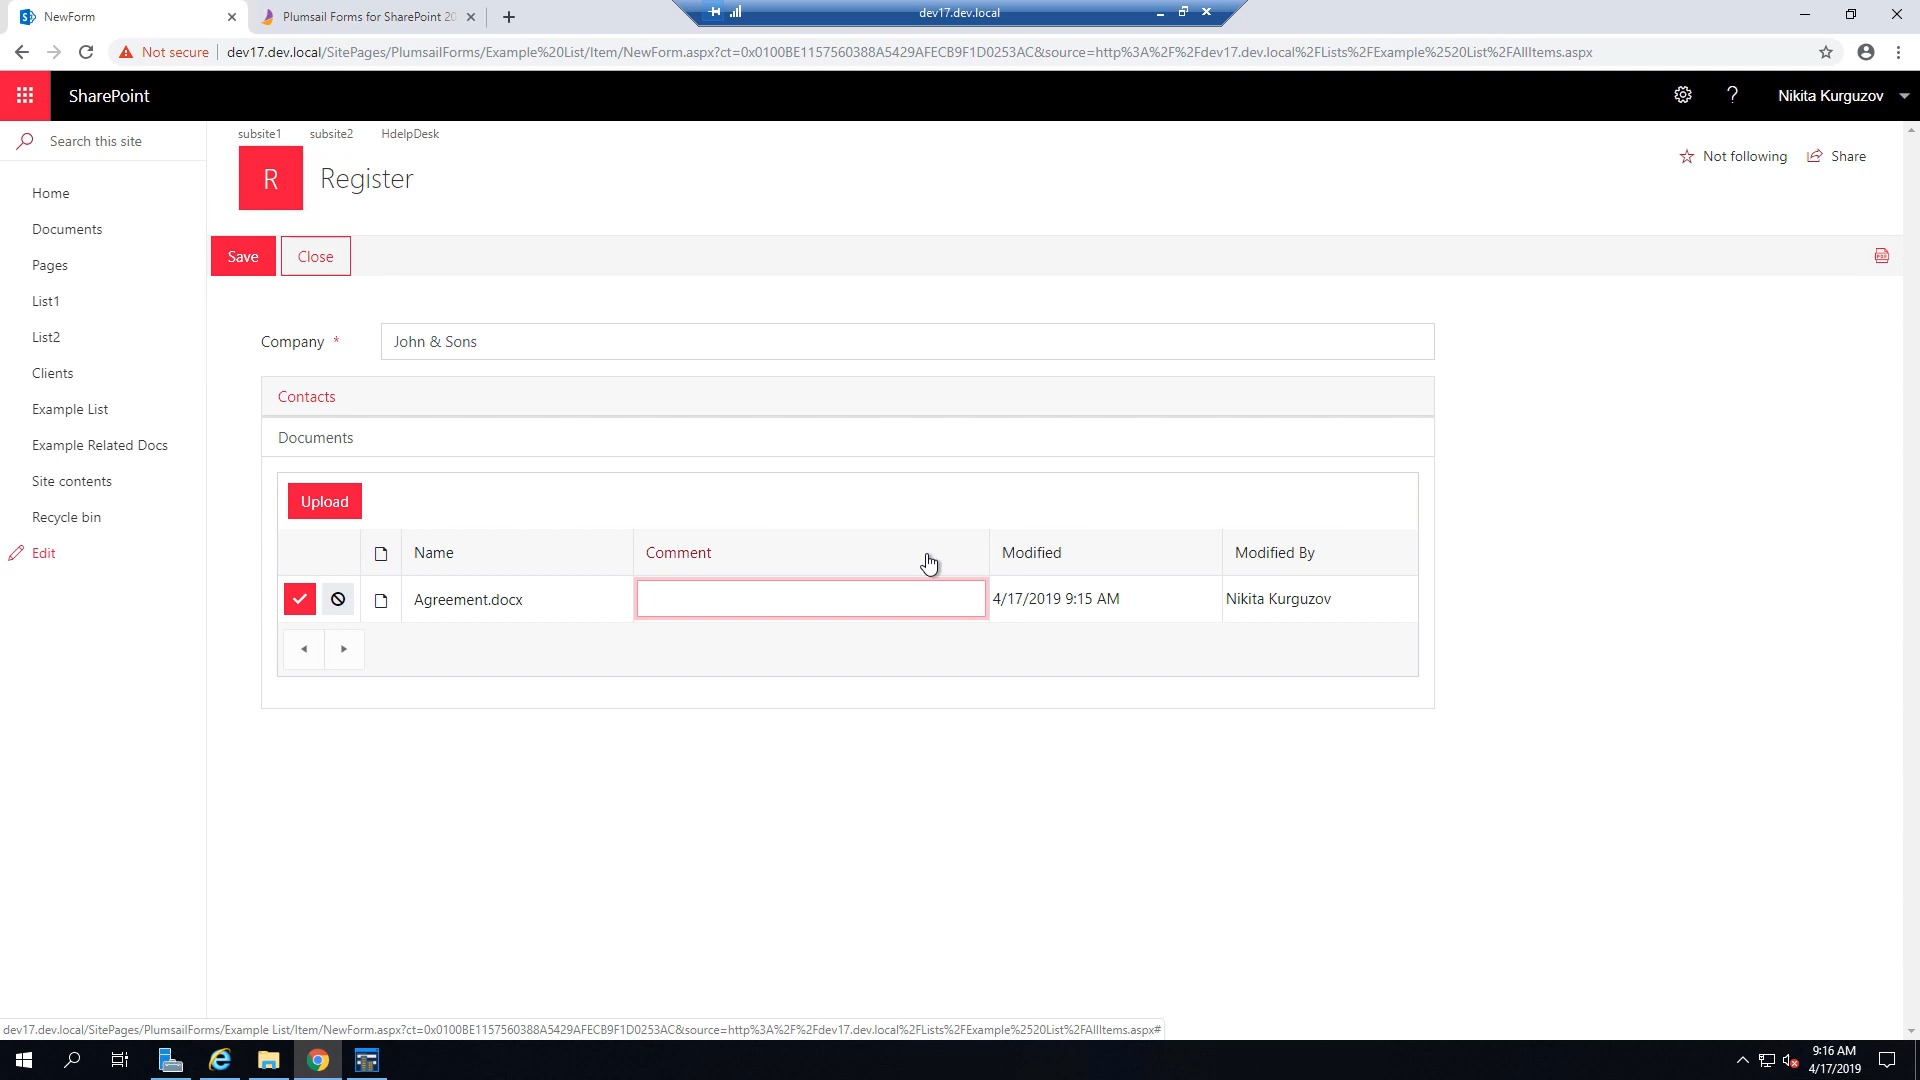 NewForm
Plumsail Forms for SharePoint 20
dev17.dev.local
Not secure
dev17.dev.local/SitePages/PlumsailForms/Example%20List/Item/NewForm.aspx?ct=0x0100BE1157560388A5429AFECB9F1D0253AC&source=http%3A%2F%2Fdev17.dev.local%2FLists%2FExample%2520List%2FAllItems.aspx
SharePoint
?
Nikita Kurguzov
Search this site
subsite1
subsite2
HdelpDesk
Not following
Share
R
Register
Home
Documents
Pages
List1
List2
Clients
Example List
Example Related Docs
Site contents
Recycle bin
Edit
Save
Close
PDF
Company *
John & Sons
Contacts
Documents
Upload
Name
Comment
Modified
Modified By
Agreement.docx
4/17/2019 9:15 AM
Nikita Kurguzov
dev17.dev.local/SitePages/PlumsailForms/Example List/Item/NewForm.aspx?ct=0x0100BE1157560388A5429AFECB9F1D0253AC&source=http%3A%2F%2Fdev17.dev.local%2FLists%2FExample%2520List%2FAllItems.aspx#
9:16 AM
4/17/2019